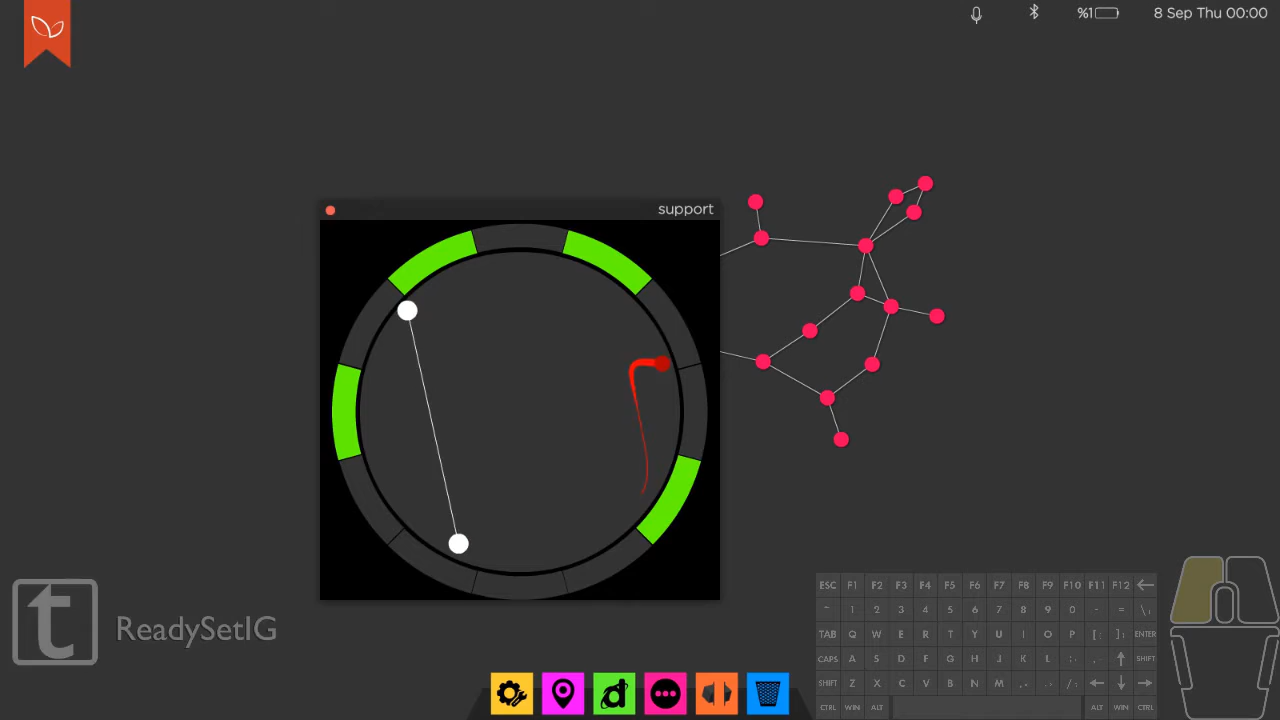 %1 8 Sep Thu 00:00
support
t ReadySetIG
ESC F1 F2 F3 F4 F5 F6 F7 F8 F9 F10 F11 F12
1 2 3 4 5 6 7 8 9 0 - = \
TAB Q W E R T Y U I O P [ ] ENTER
CAPS A S D F G H J K L SHIFT
SHIFT Z X C V B N M
CTRL WIN ALT ALT WIN CTRL